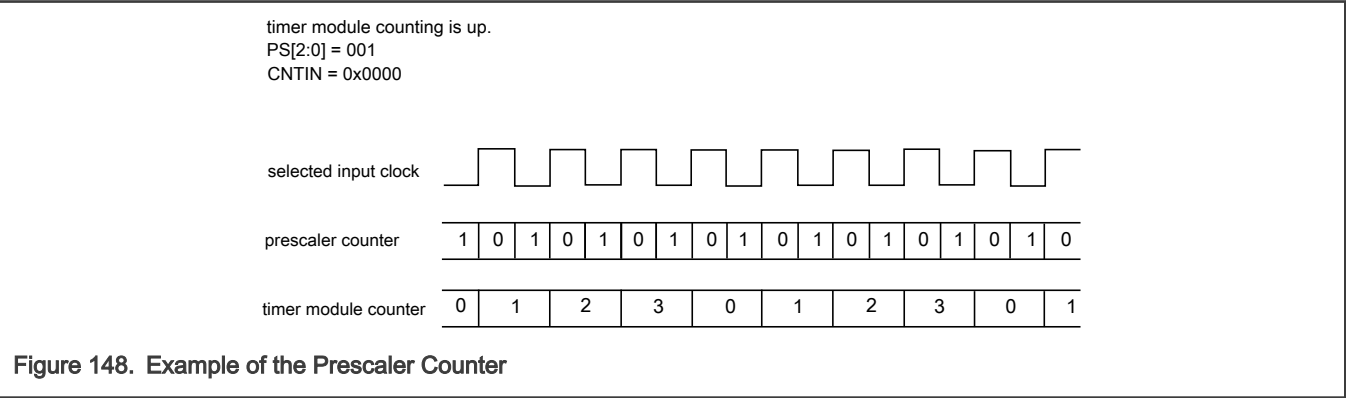 timer module counting is up.
PS[2:0] = 001
CNTIN = 0x0000
selected input clock
prescaler counter 1 0 1 0 1 0 1 0 1 0 1 0 1 0 1 0 1 0
timer module counter 0 1 2 3 0 1 2 3 0 1
Figure 148. Example of the Prescaler Counter